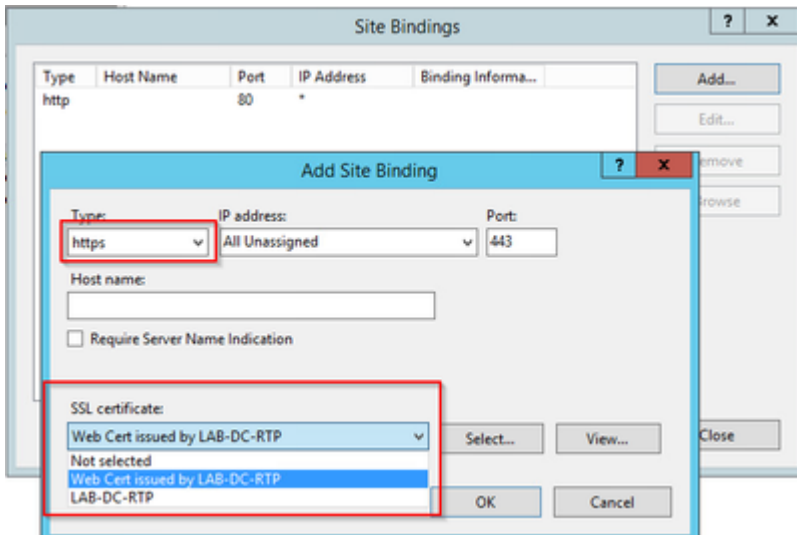 Site Bindings
? x
Type Host Name Port IP Address Binding Informa...
http 80 *
Add...
Edit...
emove
rowse
Add Site Binding
? x
Type: IP address: Port:
https All Unassigned 443
Host name:
Require Server Name Indication
SSL certificate:
Web Cert issued by LAB-DC-RTP Select... View...
Close
Not selected
Web Cert issued by LAB-DC-RTP
LAB-DC-RTP
OK Cancel